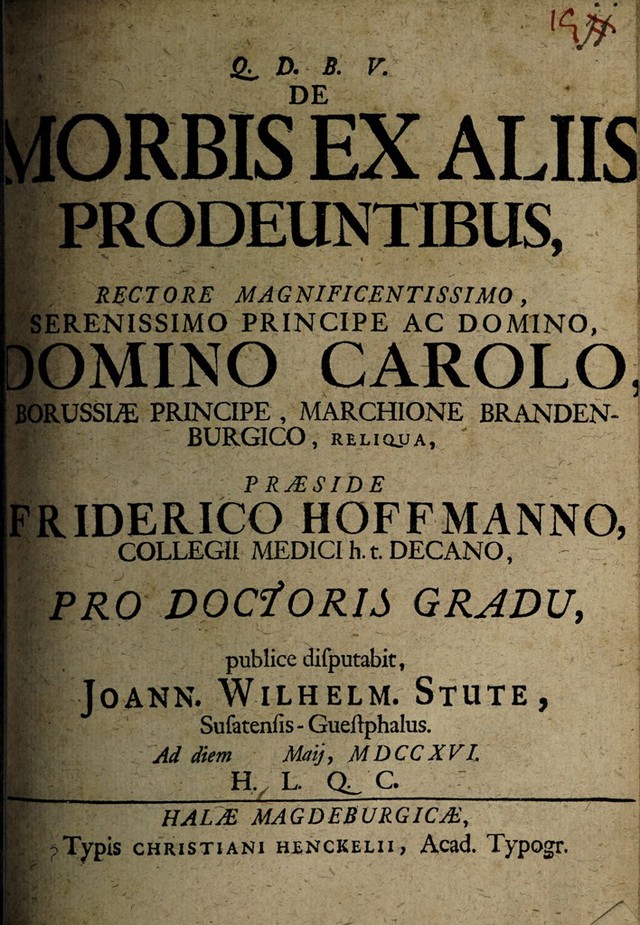 Q. D. B. V.
DE
MORBIS EX ALIIS
PRODEUNTIBUS,
RECTORE MAGNIFICENTISSIMO,
SERENISSIMO PRINCIPE AC DOMINO,
DOMINO CAROLO,
BORUSSIÆ PRINCIPE, MARCHIONE BRANDEN-
BURGICO, RELIQUA,
PRÆSIDE
FRIDERICO HOFFMANNO,
COLLEGII MEDICI h. t. DECANO,
PRO DOCTORIS GRADU,
publice diſputabit,
JOANN. WILHELM. STUTE,
Suſatenſis-Gueſtphalus.
Ad diem Maij, MDCCXVI.
H. L. Q. C.
HALÆ MAGDEBURGICÆ,
Typis CHRISTIANI HENCKELII, Acad. Typogr.